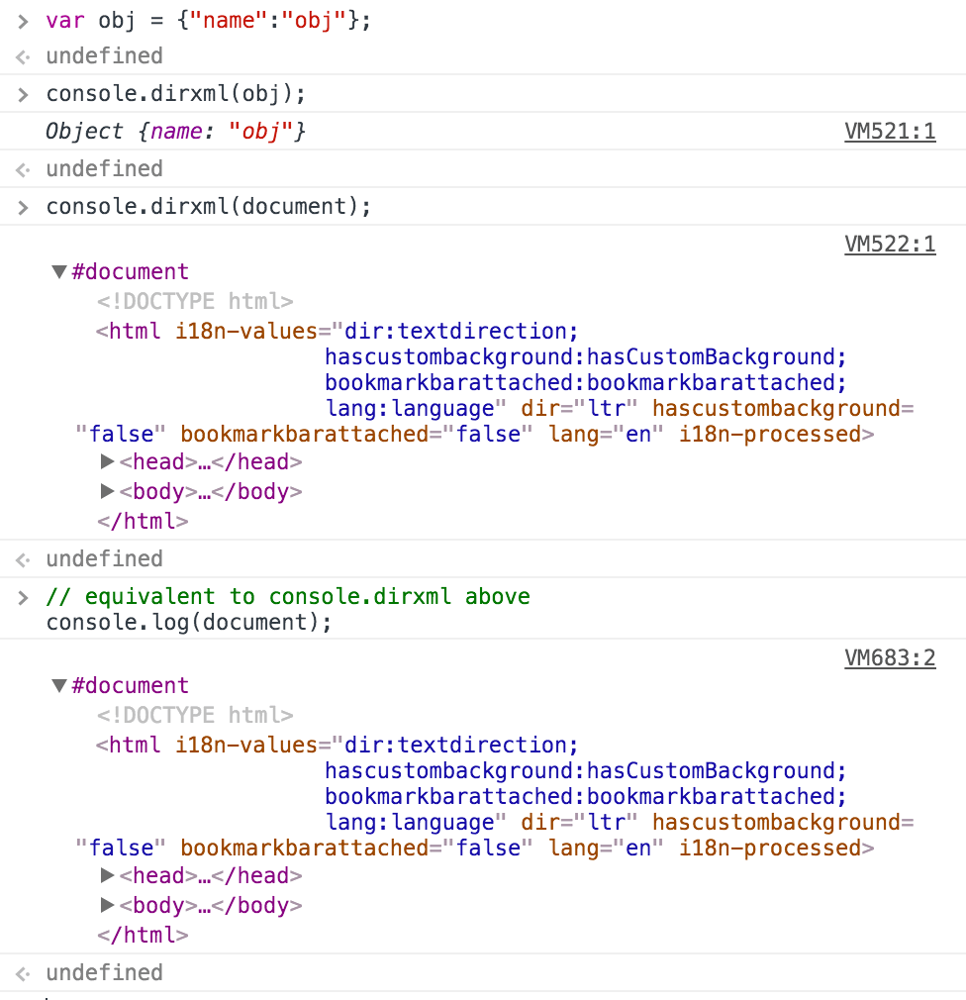 > var obj = {"name":"obj"};
<· undefined
> console.dirxml(obj);
Object {name: "obj"} VM521:1
<· undefined
> console.dirxml(document);
VM522:1
▼#document
<!DOCTYPE html>
<html i18n-values="dir:textdirection;
hascustombackground:hasCustomBackground;
bookmarkbarattached:bookmarkbarattached;
lang:language" dir="ltr" hascustombackground=
"false" bookmarkbarattached="false" lang="en" i18n-processed>
▶<head>…</head>
▶<body>…</body>
</html>
<· undefined
> // equivalent to console.dirxml above
console.log(document);
VM683:2
▼#document
<!DOCTYPE html>
<html i18n-values="dir:textdirection;
hascustombackground:hasCustomBackground;
bookmarkbarattached:bookmarkbarattached;
lang:language" dir="ltr" hascustombackground=
"false" bookmarkbarattached="false" lang="en" i18n-processed>
▶<head>…</head>
▶<body>…</body>
</html>
<· undefined